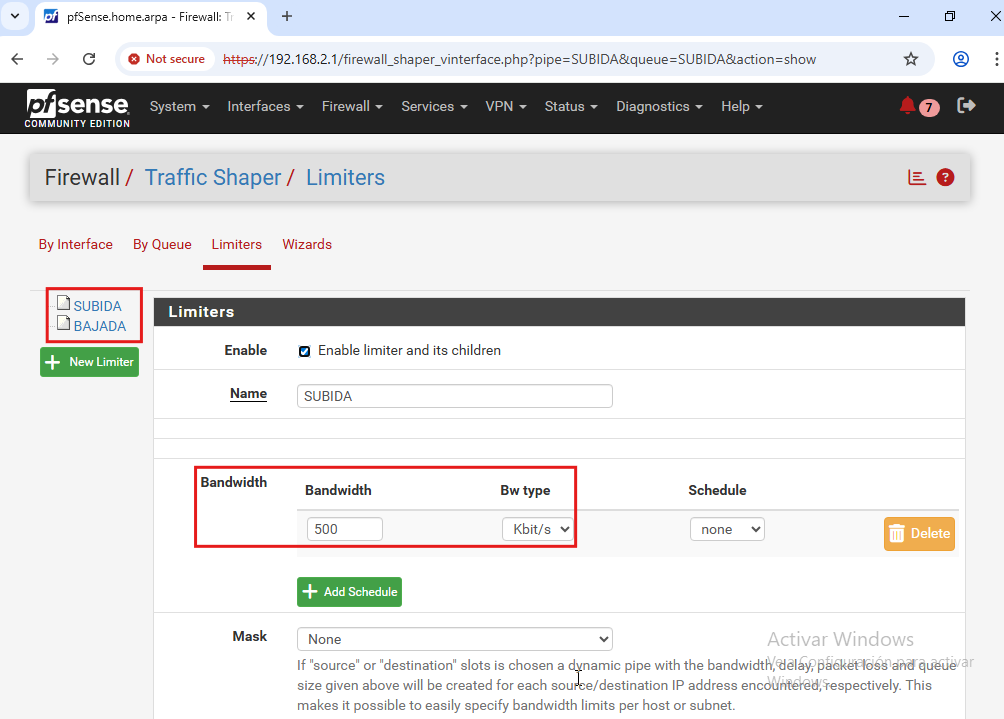 pfSense.home.arpa - Firewall: Tr
Not secure https://192.168.2.1/firewall_shaper_vinterface.php?pipe=SUBIDA&queue=SUBIDA&action=show
pfsense
COMMUNITY EDITION
System Interfaces Firewall Services VPN Status Diagnostics Help 7
Firewall / Traffic Shaper / Limiters
By Interface By Queue Limiters Wizards
SUBIDA
BAJADA
New Limiter
Limiters
Enable Enable limiter and its children
Name SUBIDA
Bandwidth Bandwidth Bw type Schedule
500 Kbit/s none Delete
Add Schedule
Mask None
If "source" or "destination" slots is chosen a dynamic pipe with the bandwidth, delay, packet loss and queue
size given above will be created for each source/destination IP address encountered, respectively. This
makes it possible to easily specify bandwidth limits per host or subnet.
Activar Windows
Ve a Configuración para activar
Windows.